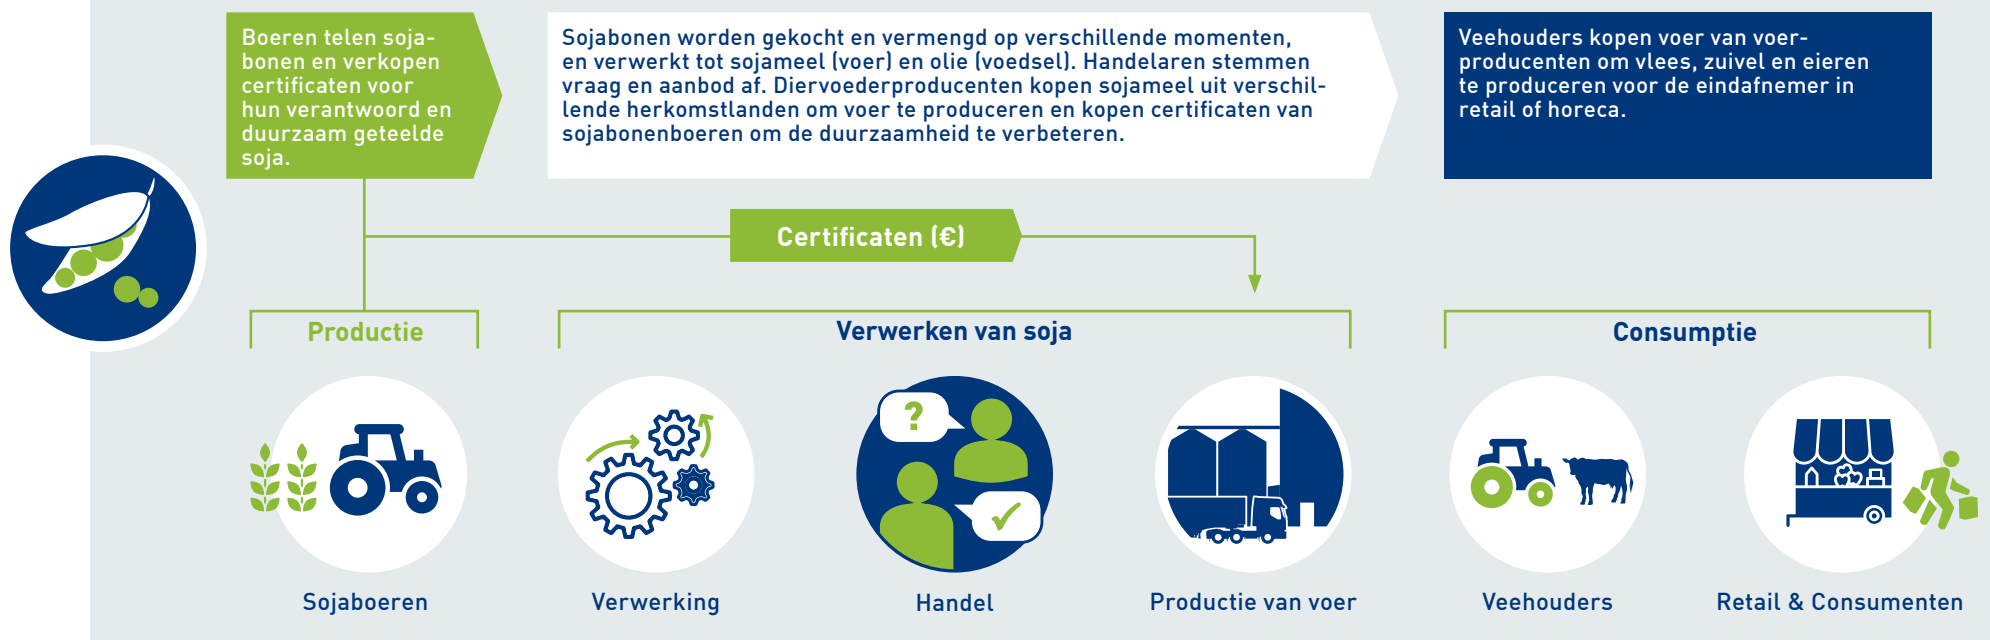 Boeren telen soja-
bonen en verkopen
certificaten voor
hun verantwoord en
duurzaam geteelde
soja.
Sojabonen worden gekocht en vermengd op verschillende momenten,
en verwerkt tot sojameel (voer) en olie (voedsel). Handelaren stemmen
vraag en aanbod af. Diervoederproducenten kopen sojameel uit verschil-
lende herkomstlanden om voer te produceren en kopen certificaten van
sojabonenboeren om de duurzaamheid te verbeteren.
Veehouders kopen voer van voer-
producenten om vlees, zuivel en eieren
te produceren voor de eindafnemer in
retail of horeca.
Certificaten (€)
Productie
Verwerken van soja
Consumptie
?
Sojaboeren
Verwerking
Handel
Productie van voer
Veehouders
Retail & Consumenten